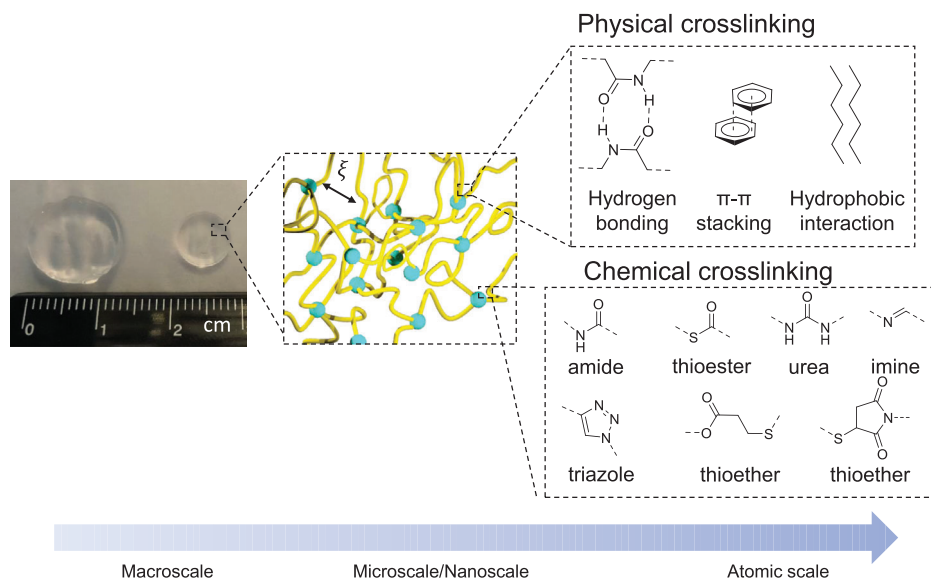 Physical crosslinking
O
N
H
H
N
O
Hydrogen
bonding
π-π
stacking
Hydrophobic
interaction
ξ
0
1
2
cm
Chemical crosslinking
O
N
H
amide
O
S
thioester
O
N
H
N
H
urea
N
imine
N
N
N
triazole
O
O
S
thioether
O
N
S
O
thioether
Macroscale
Microscale/Nanoscale
Atomic scale